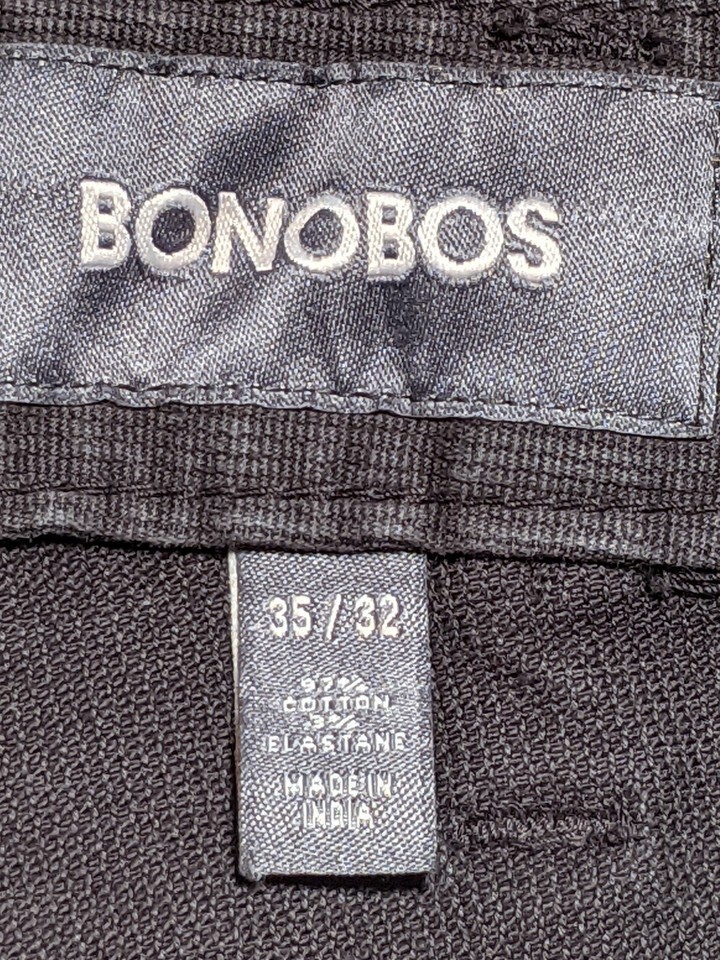 BONOBOS
35/32
97%
COTTON
3%
ELASTANE
MADE IN
INDIA